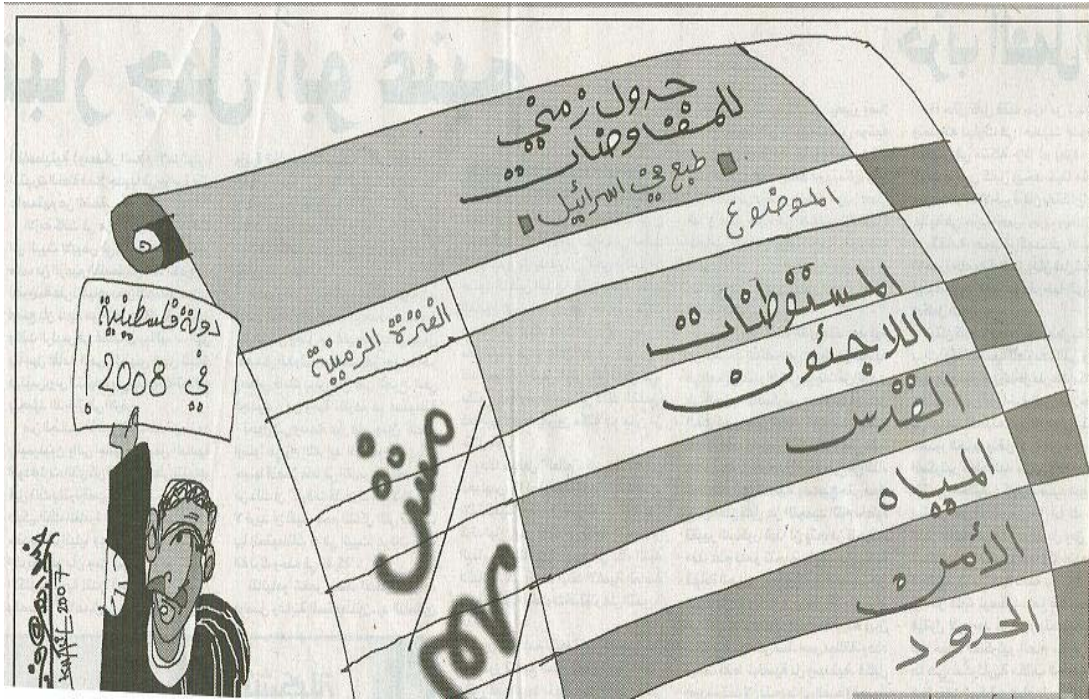 جدول زمني
للمفاوضات
طبع في اسرائيل
الموضوع
الفترة الزمنية
المستوطنات
اللاجئون
القدس
المياه
الأمن
الحدود
مش
دولة فلسطينية
في 2008
2007